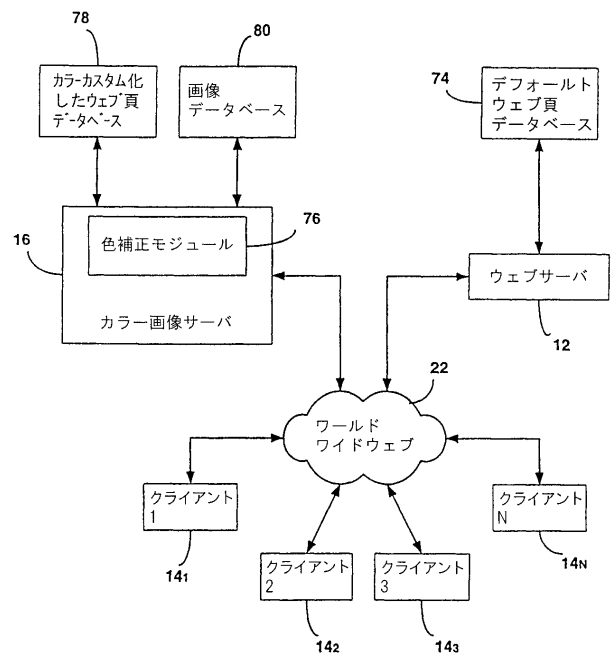 78
80
カラーカスタム化
したウェブ頁
データベース
画像
データベース
74
デフォールト
ウェブ頁
データベース
16
色補正モジュール
76
カラー画像サーバ
ウェブサーバ
12
22
ワールド
ワイドウェブ
クライアント
1
クライアント
N
14₁
クライアント
2
クライアント
3
14N
14₂
14₃